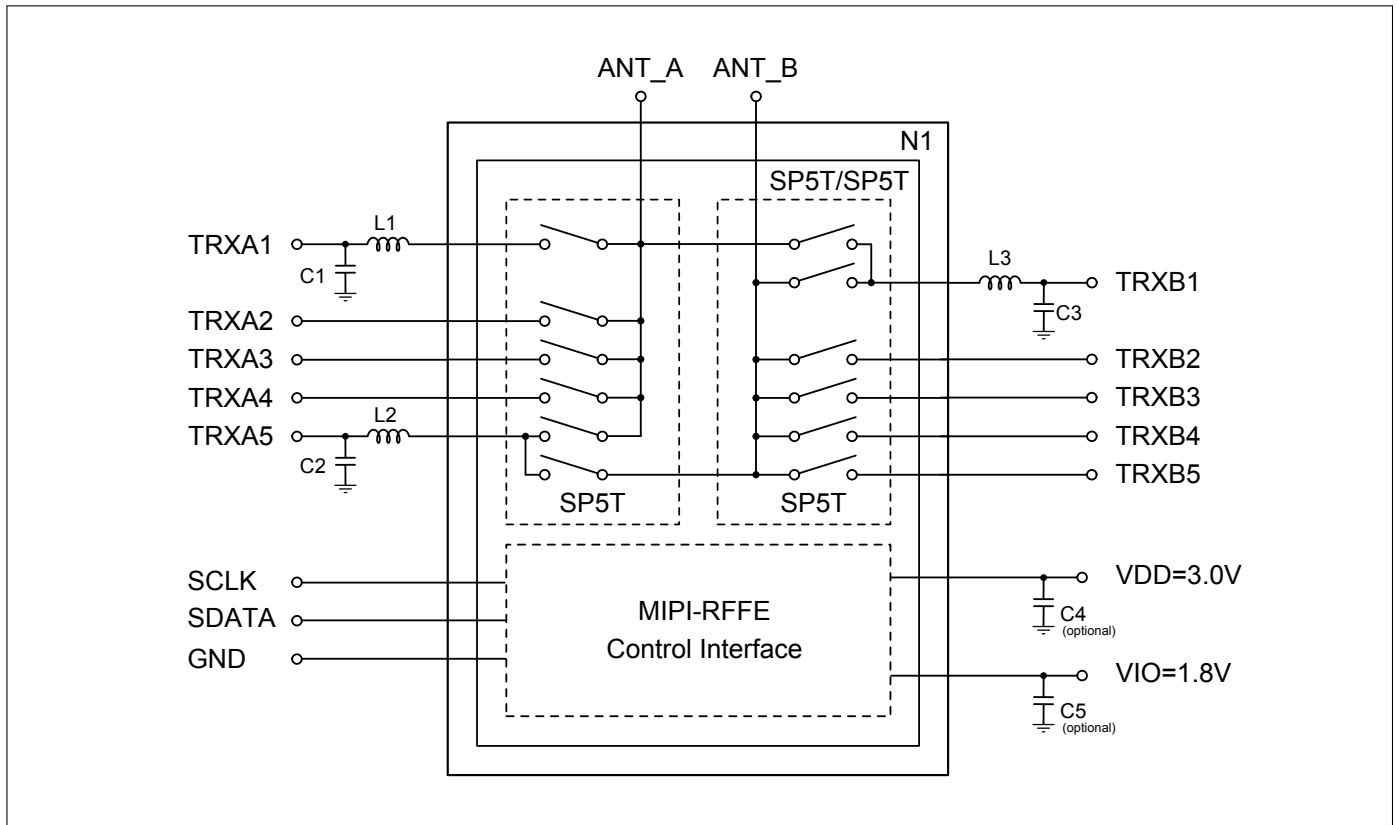 ANT_A ANT_B
N1
SP5T/SP5T
TRXA1
L1
C1
TRXA2
TRXA3
TRXA4
TRXA5
L2
C2
SP5T
SP5T
L3
C3
TRXB1
TRXB2
TRXB3
TRXB4
TRXB5
SCLK
SDATA
GND
MIPI-RFFE
Control Interface
VDD=3.0V
C4
(optional)
VIO=1.8V
C5
(optional)